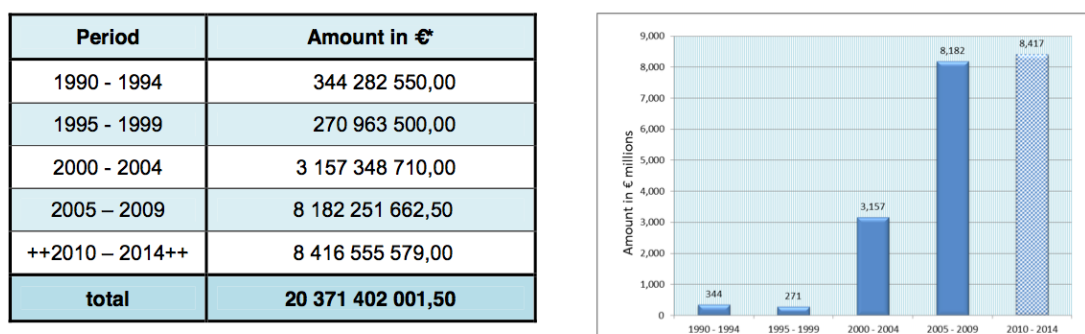 Period Amount in €*
1990 - 1994 344 282 550,00
1995 - 1999 270 963 500,00
2000 - 2004 3 157 348 710,00
2005 – 2009 8 182 251 662,50
++2010 – 2014++ 8 416 555 579,00
total 20 371 402 001,50
Amount in € millions
9,000
8,000
7,000
6,000
5,000
4,000
3,000
2,000
1,000
0
344
271
3,157
8,182
8,417
1990 - 1994 1995 - 1999 2000 - 2004 2005 - 2009 2010 - 2014